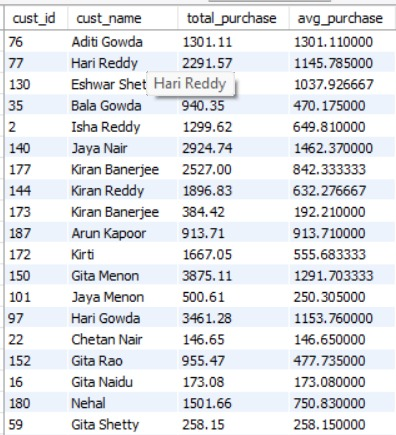 cust_id cust_name total_purchase avg_purchase
76 Aditi Gowda 1301.11 1301.110000
77 Hari Reddy 2291.57 1145.785000
130 Eshwar Shet 1037.926667
Hari Reddy
35 Bala Gowda 940.35 470.175000
2 Isha Reddy 1299.62 649.810000
140 Jaya Nair 2924.74 1462.370000
177 Kiran Banerjee 2527.00 842.333333
144 Kiran Reddy 1896.83 632.276667
173 Kiran Banerjee 384.42 192.210000
187 Arun Kapoor 913.71 913.710000
172 Kirti 1667.05 555.683333
150 Gita Menon 3875.11 1291.703333
101 Jaya Menon 500.61 250.305000
97 Hari Gowda 3461.28 1153.760000
22 Chetan Nair 146.65 146.650000
152 Gita Rao 955.47 477.735000
16 Gita Naidu 173.08 173.080000
180 Nehal 1501.66 750.830000
59 Gita Shetty 258.15 258.150000